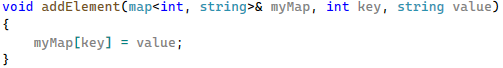 void addElement(map<int, string>& myMap, int key, string value)
{
    myMap[key] = value;
}